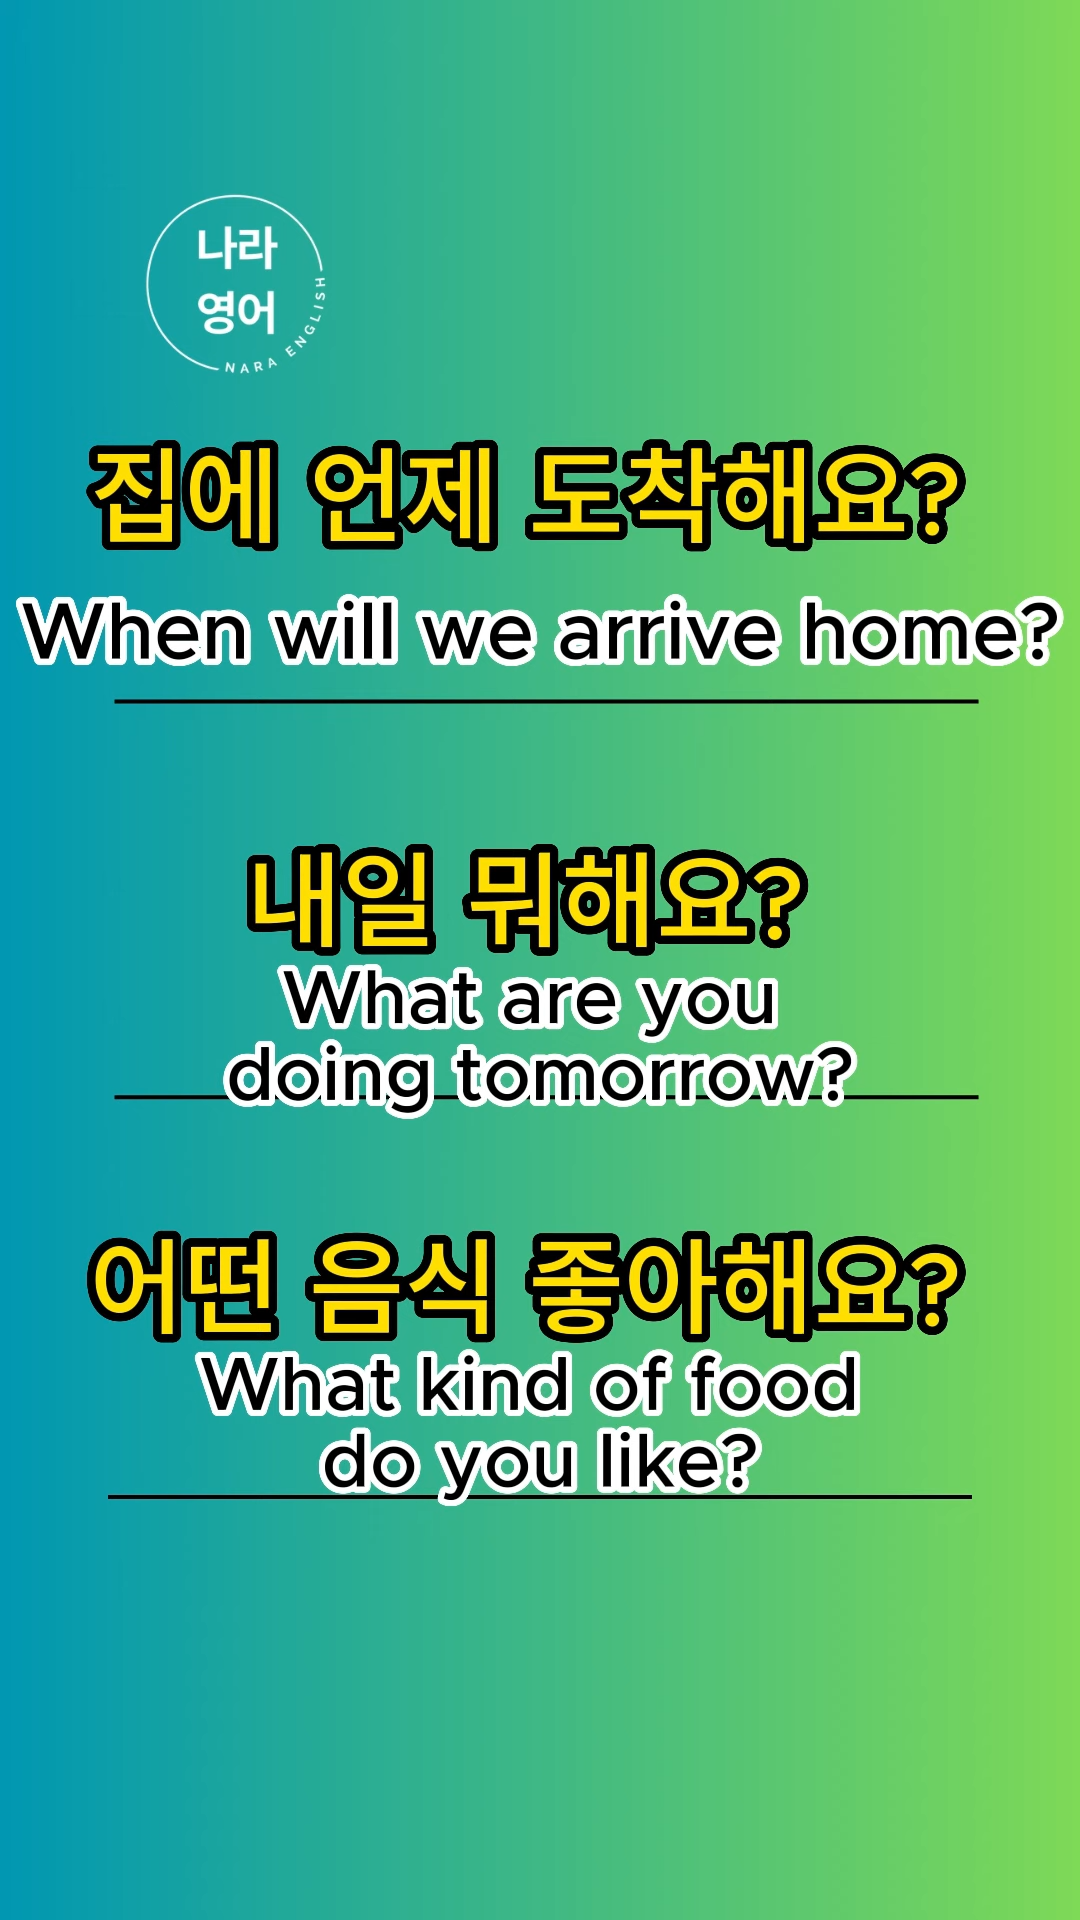 나라
영어
NARA ENGLISH
집에 언제 도착해요?
When will we arrive home?
내일 뭐해요?
What are you
doing tomorrow?
어떤 음식 좋아해요?
What kind of food
do you like?